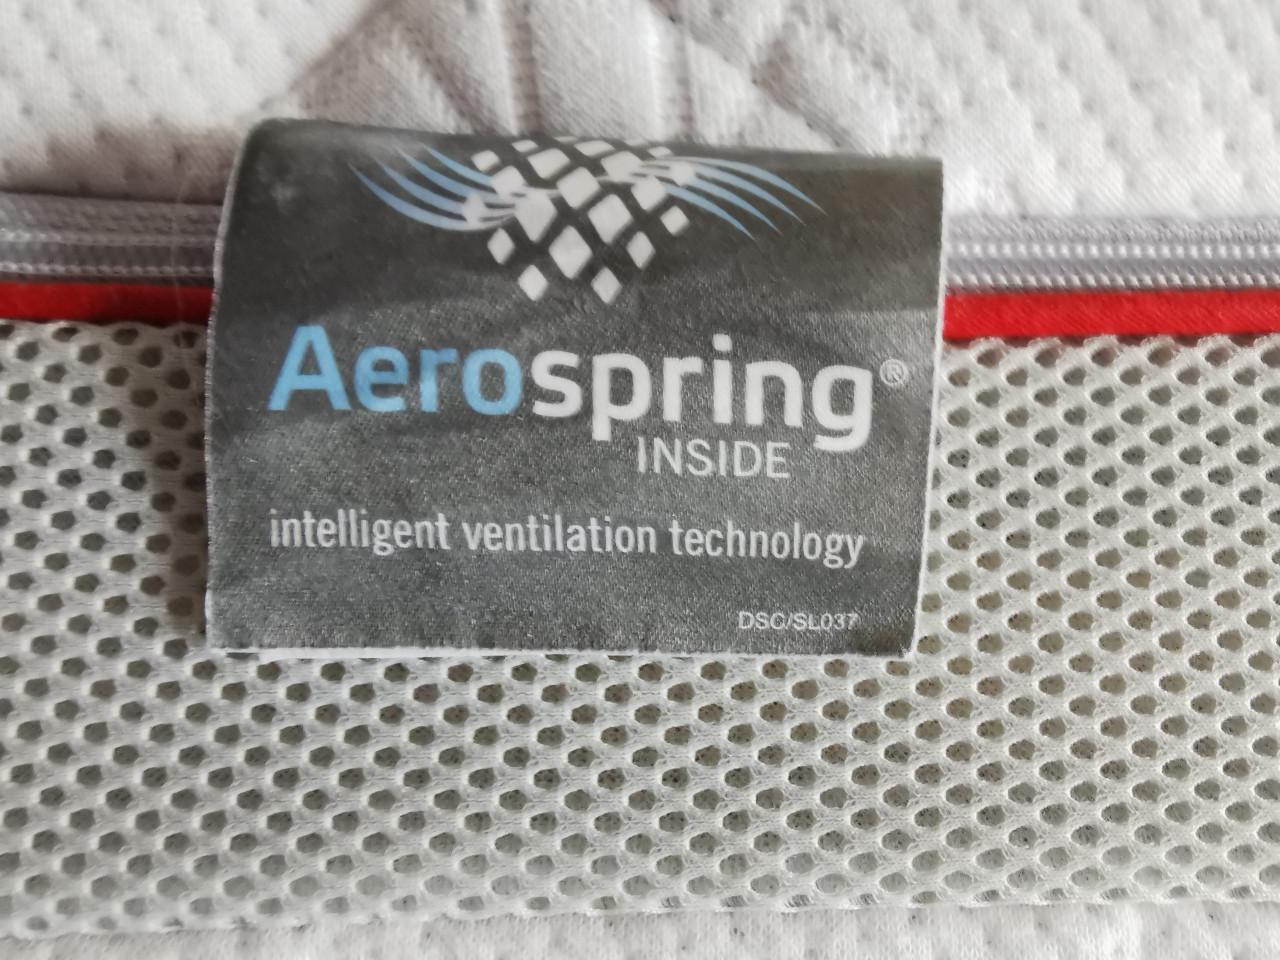 Aerospring®
INSIDE
intelligent ventilation technology
DSC/SL037